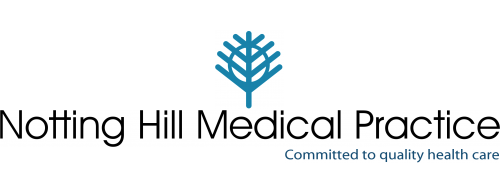 Notting Hill Medical Practice
Committed to quality health care